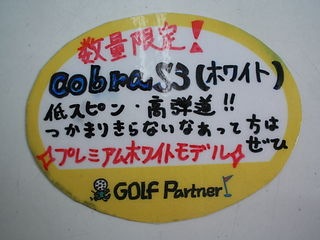 数量限定!
cobra S3(ホワイト)
低スピン・高弾道!!
つかまりきらないなあって方は
ぜひ
☆プレミアムホワイトモデル☆
GOLF Partner